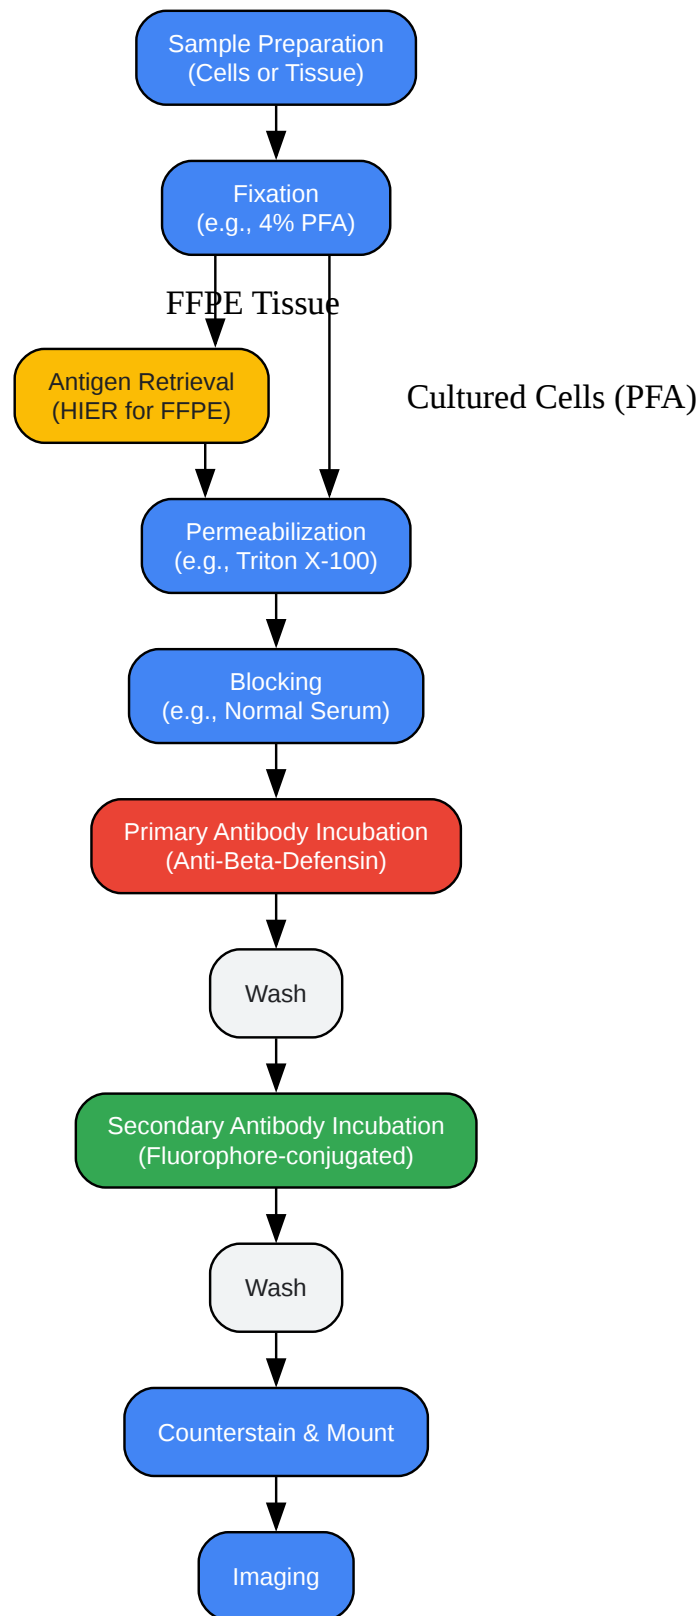 Sample Preparation
(Cells or Tissue)
Fixation
(e.g., 4% PFA)
FFPE Tissue
Antigen Retrieval
(HIER for FFPE)
Cultured Cells (PFA)
Permeabilization
(e.g., Triton X-100)
Blocking
(e.g., Normal Serum)
Primary Antibody Incubation
(Anti-Beta-Defensin)
Wash
Secondary Antibody Incubation
(Fluorophore-conjugated)
Wash
Counterstain & Mount
Imaging